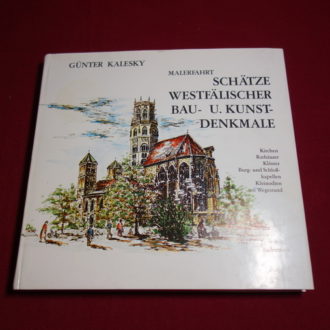 GÜNTER KALESKY
MALERFAHRT
SCHÄTZE
WESTFÄLISCHER
BAU- U. KUNST-
DENKMALE
Kirchen
Rathäuser
Klöster
Burg- und Schloß-
kapellen
Kleinodien
am Wegesrand